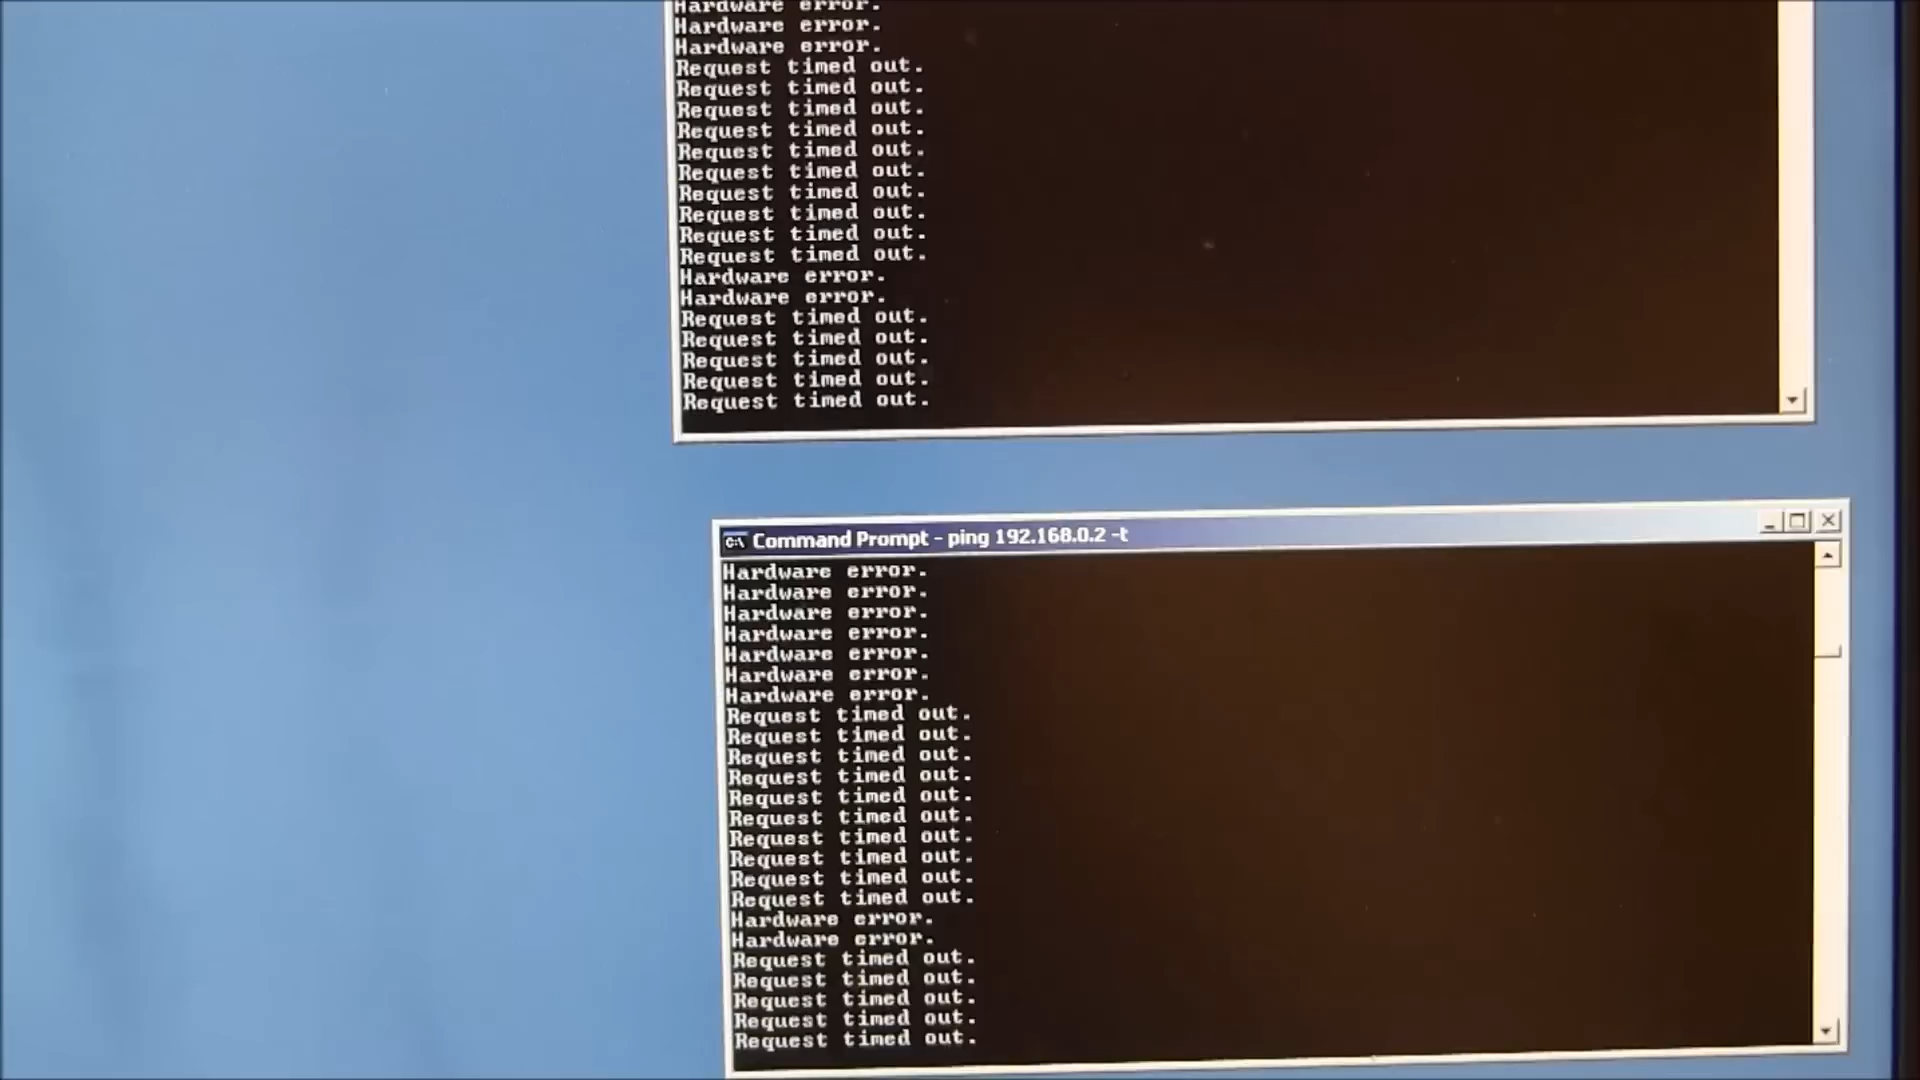 Hardware error.
Hardware error.
Hardware error.
Request timed out.
Request timed out.
Request timed out.
Request timed out.
Request timed out.
Request timed out.
Request timed out.
Request timed out.
Request timed out.
Request timed out.
Hardware error.
Hardware error.
Request timed out.
Request timed out.
Request timed out.
Request timed out.
Request timed out.
C:\ Command Prompt - ping 192.168.0.2 -t
Hardware error.
Hardware error.
Hardware error.
Hardware error.
Hardware error.
Hardware error.
Hardware error.
Request timed out.
Request timed out.
Request timed out.
Request timed out.
Request timed out.
Request timed out.
Request timed out.
Request timed out.
Request timed out.
Request timed out.
Hardware error.
Hardware error.
Request timed out.
Request timed out.
Request timed out.
Request timed out.
Request timed out.